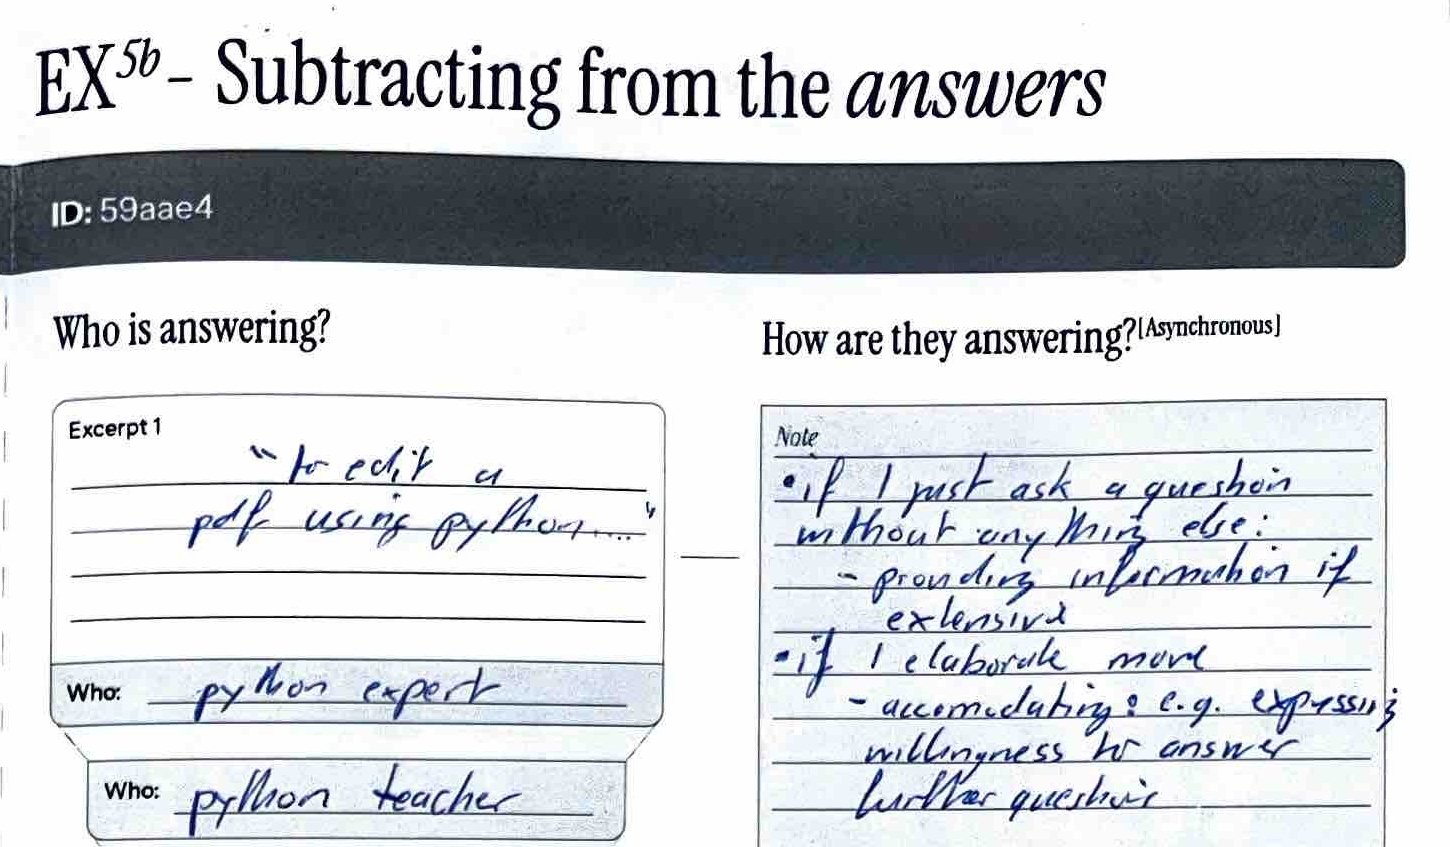 EX5b – Subtracting from the answers
ID: 59aae4
Who is answering?
Excerpt 1
"to edit a
pdf using python...."
Who: python expert
Who: python teacher
How are they answering?[Asynchronous]
Note
• if I just ask a question
without anything else:
- providing information if
extensive
• if I elaborate more
- accomodating: e.g. expressing
willingness to answer
further questions